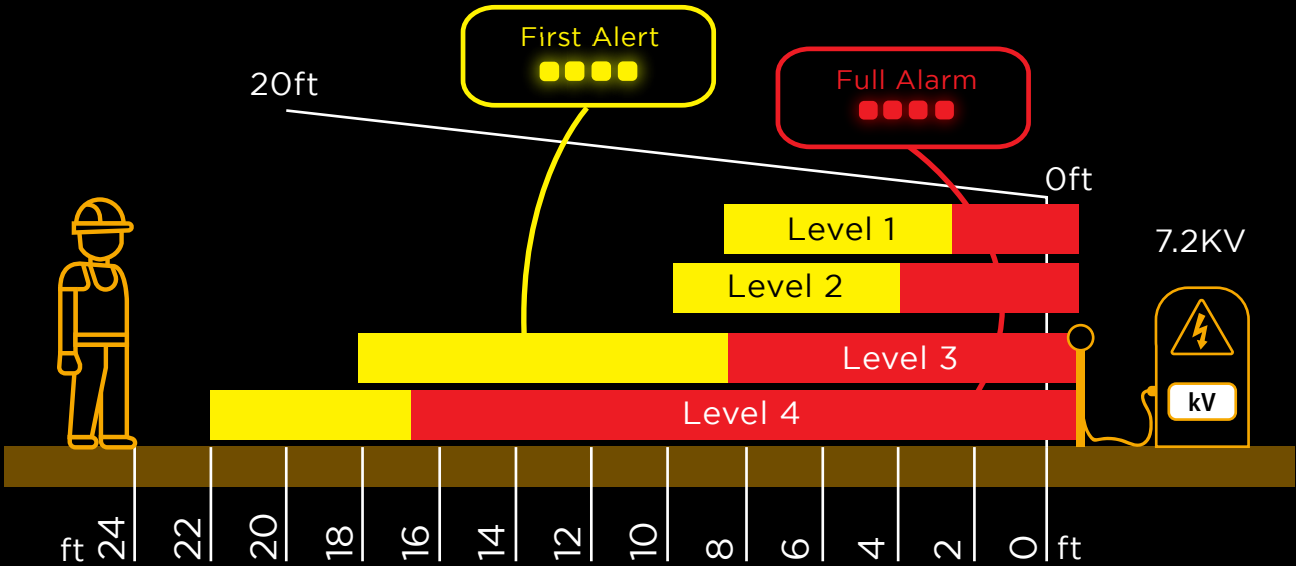 First Alert
20ft
Full Alarm
0ft
Level 1
7.2KV
Level 2
Level 3
kV
Level 4
ft 24 22 20 18 16 14 12 10 8 6 4 2 0 ft